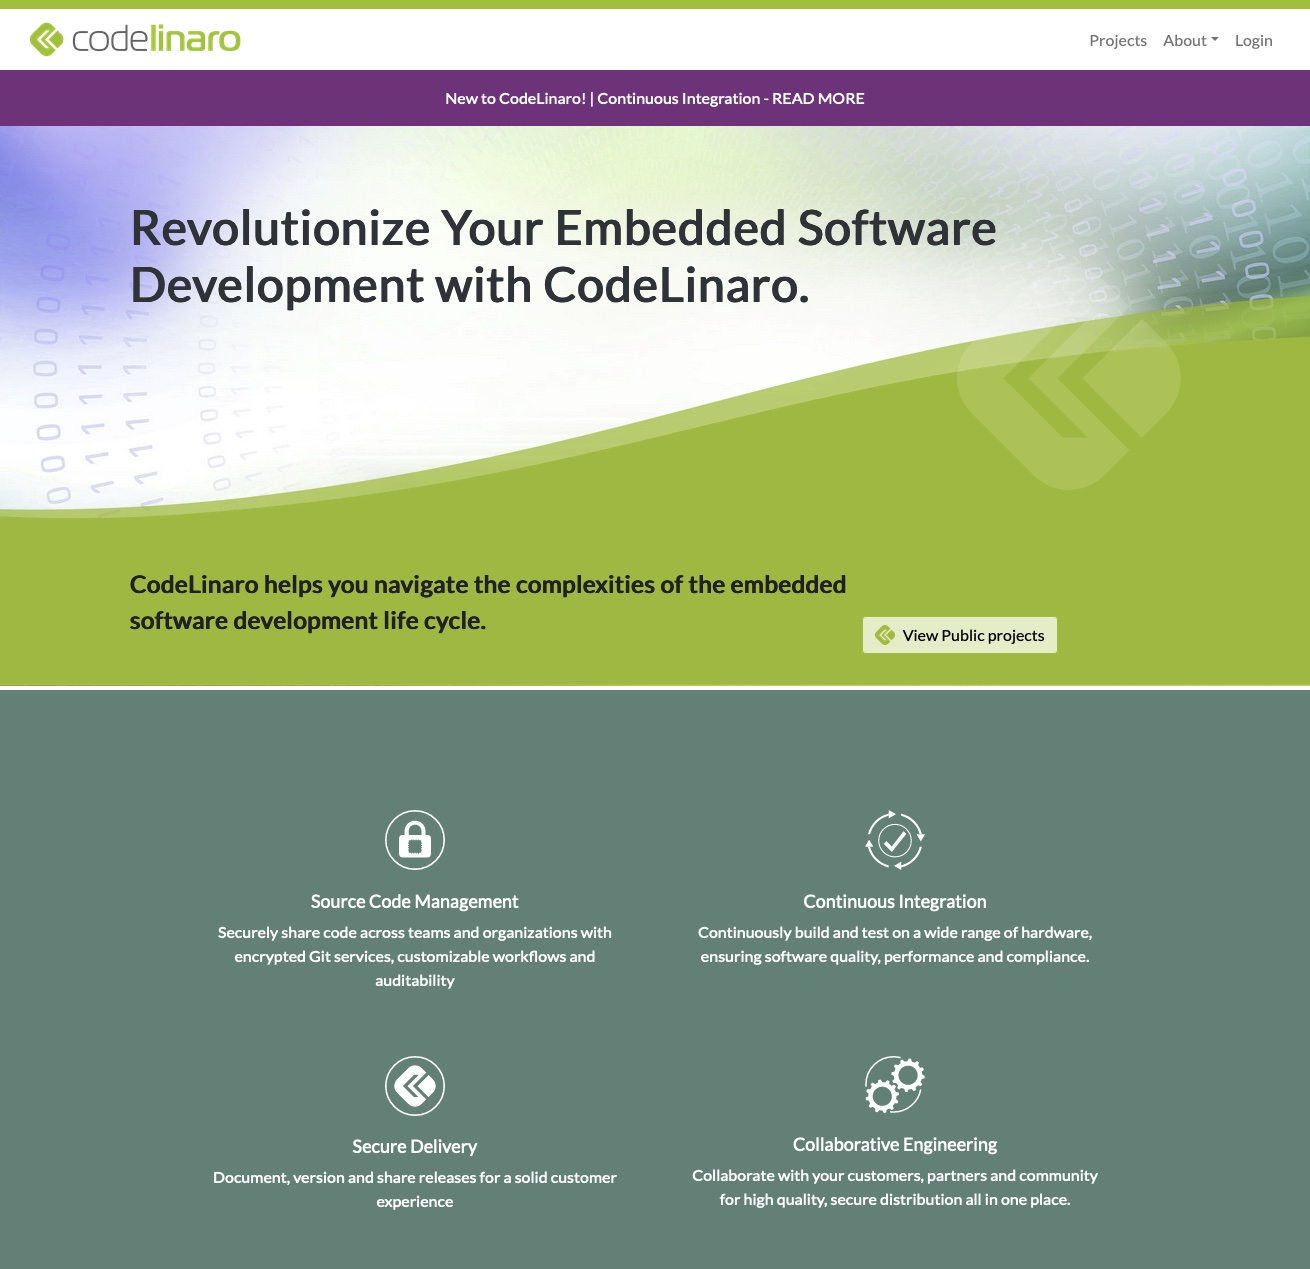 codelinaro
Projects About Login
New to CodeLinaro! | Continuous Integration - READ MORE
Revolutionize Your Embedded Software
Development with CodeLinaro.
CodeLinaro helps you navigate the complexities of the embedded
software development life cycle.
View Public projects
Source Code Management
Securely share code across teams and organizations with
encrypted Git services, customizable workflows and
auditability
Continuous Integration
Continuously build and test on a wide range of hardware,
ensuring software quality, performance and compliance.
Secure Delivery
Document, version and share releases for a solid customer
experience
Collaborative Engineering
Collaborate with your customers, partners and community
for high quality, secure distribution all in one place.